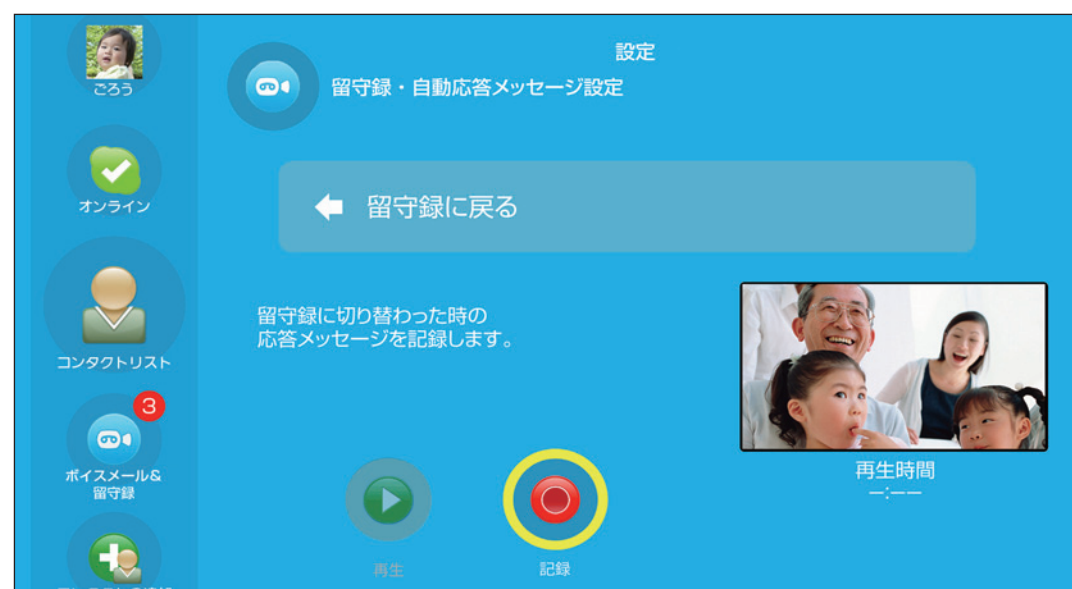 ごろう
オンライン
コンタクトリスト
3
ボイスメール&
留守録
設定
留守録・自動応答メッセージ設定
留守録に戻る
留守録に切り替わった時の
応答メッセージを記録します。
再生時間
-:--
再生
記録